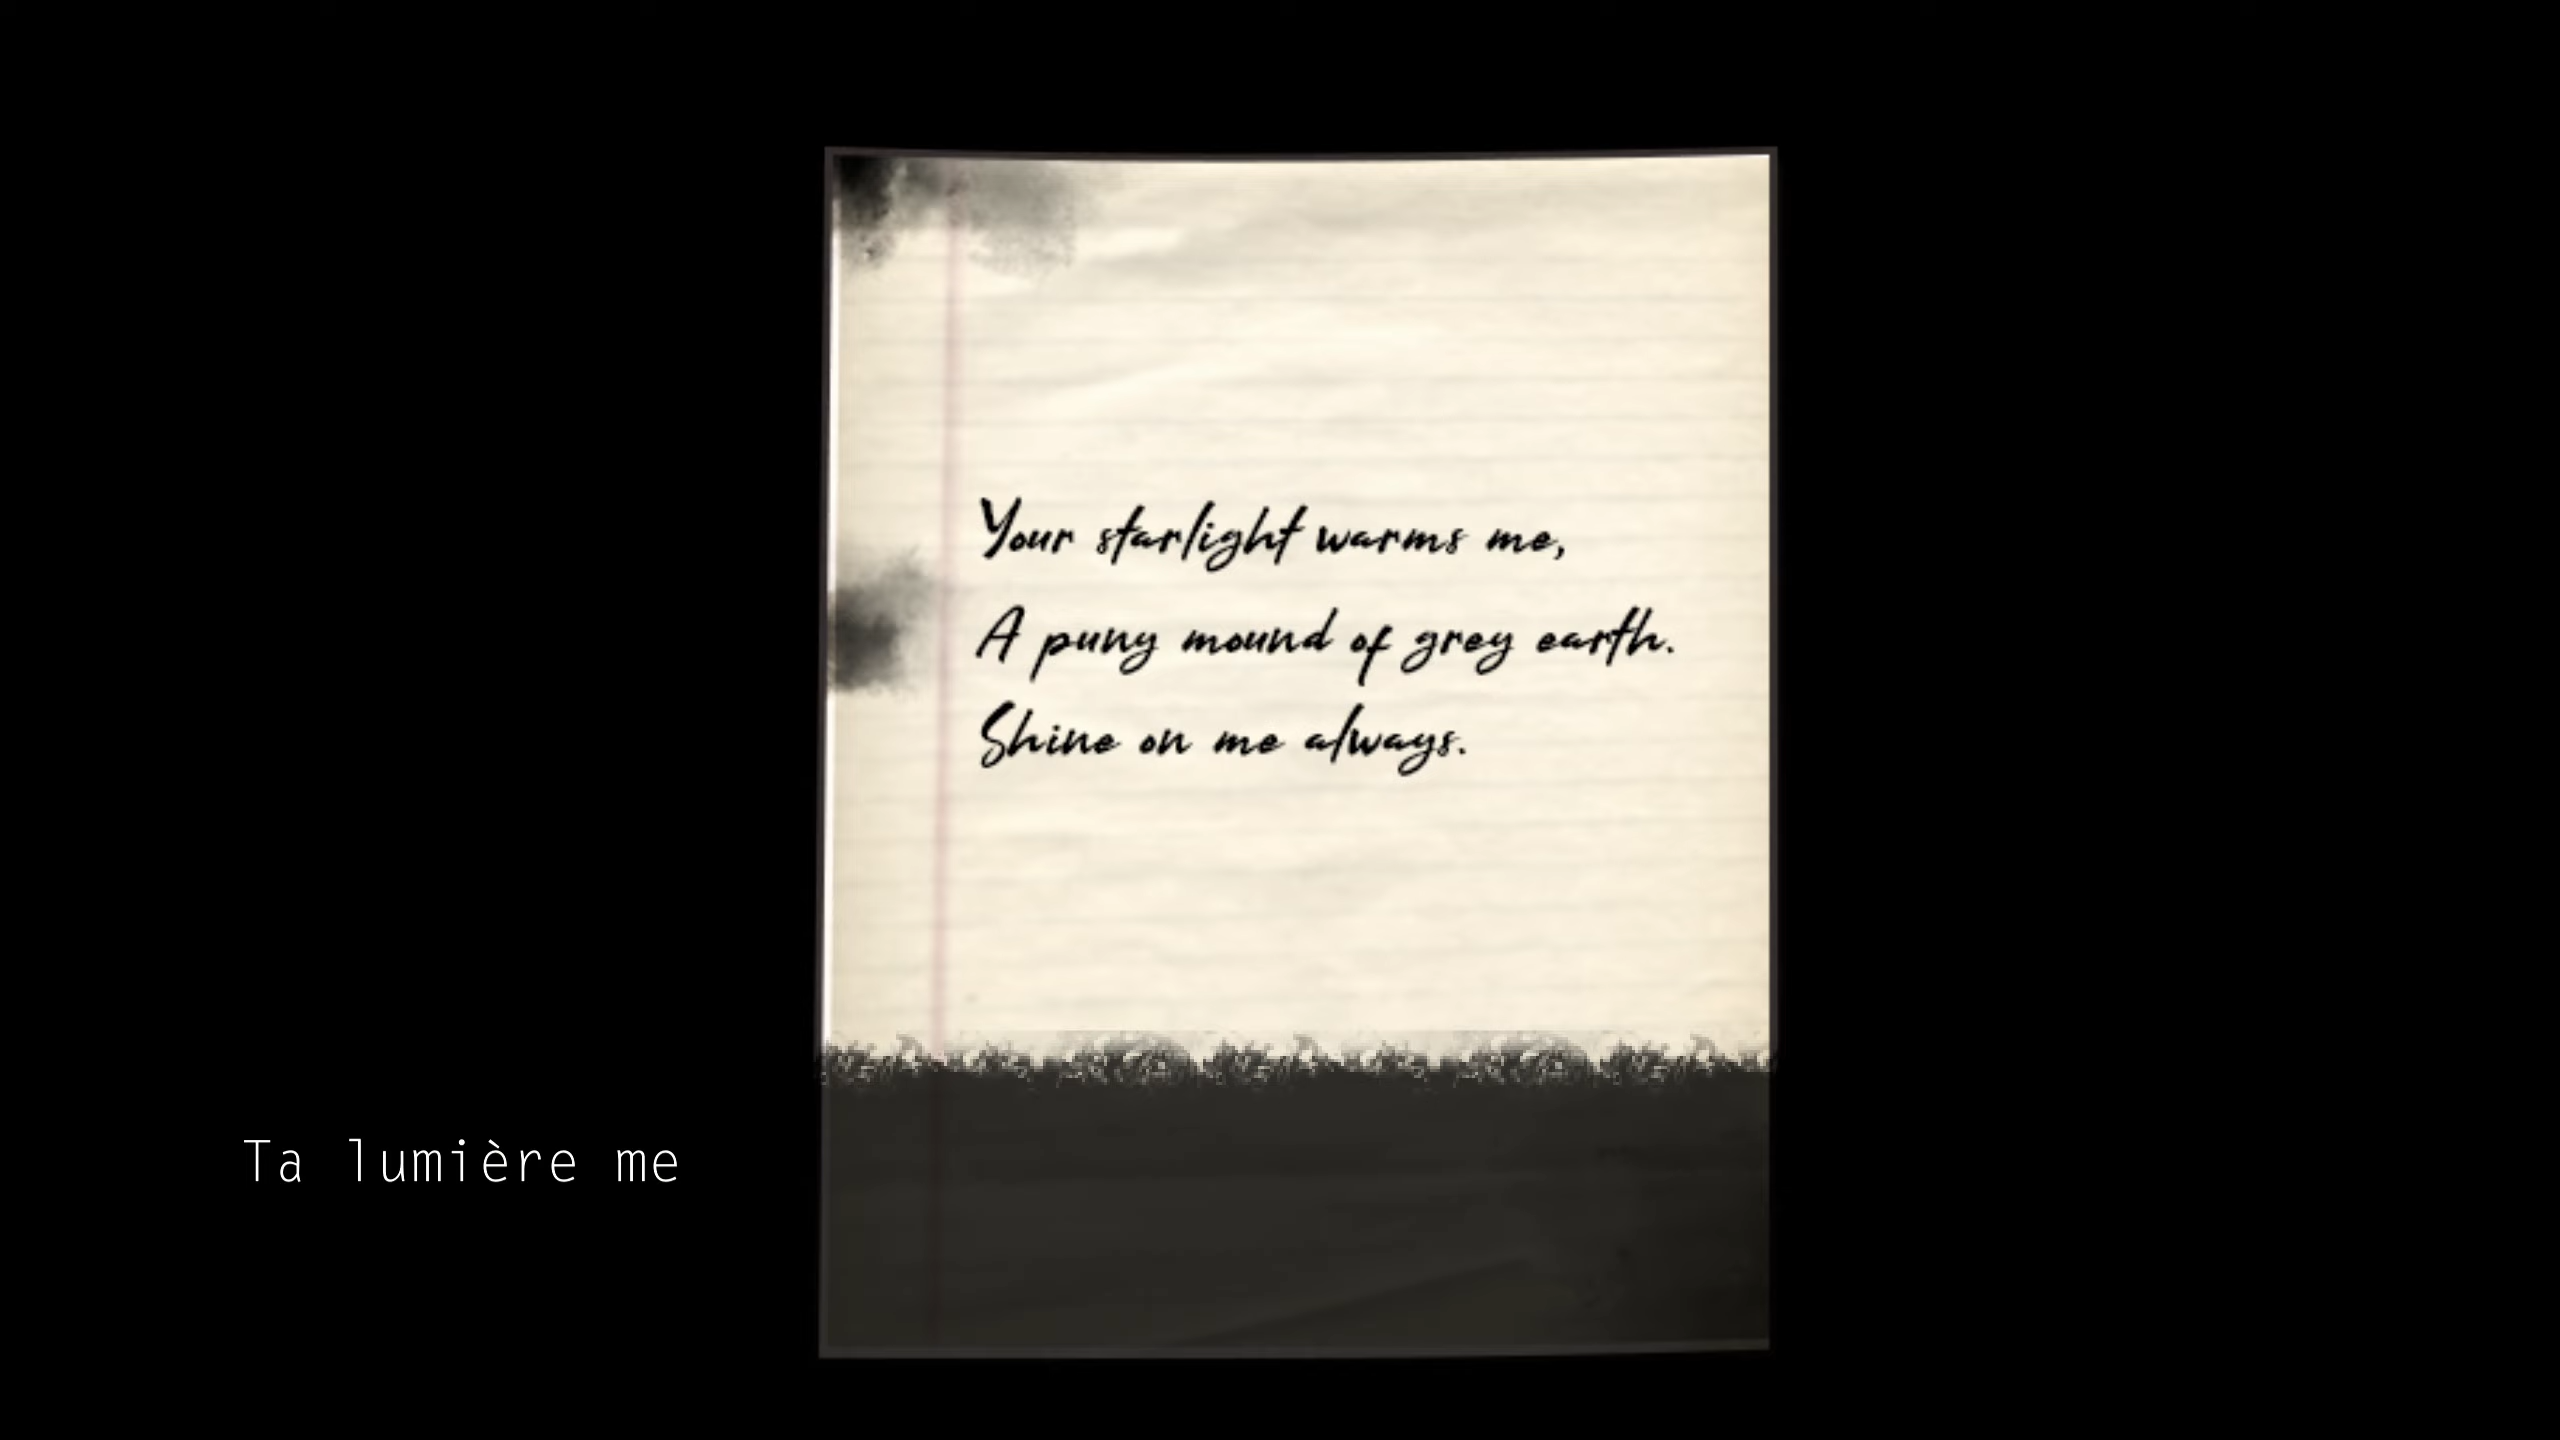 Your starlight warms me,
A puny mound of grey earth.
Shine on me always.
Ta lumière me